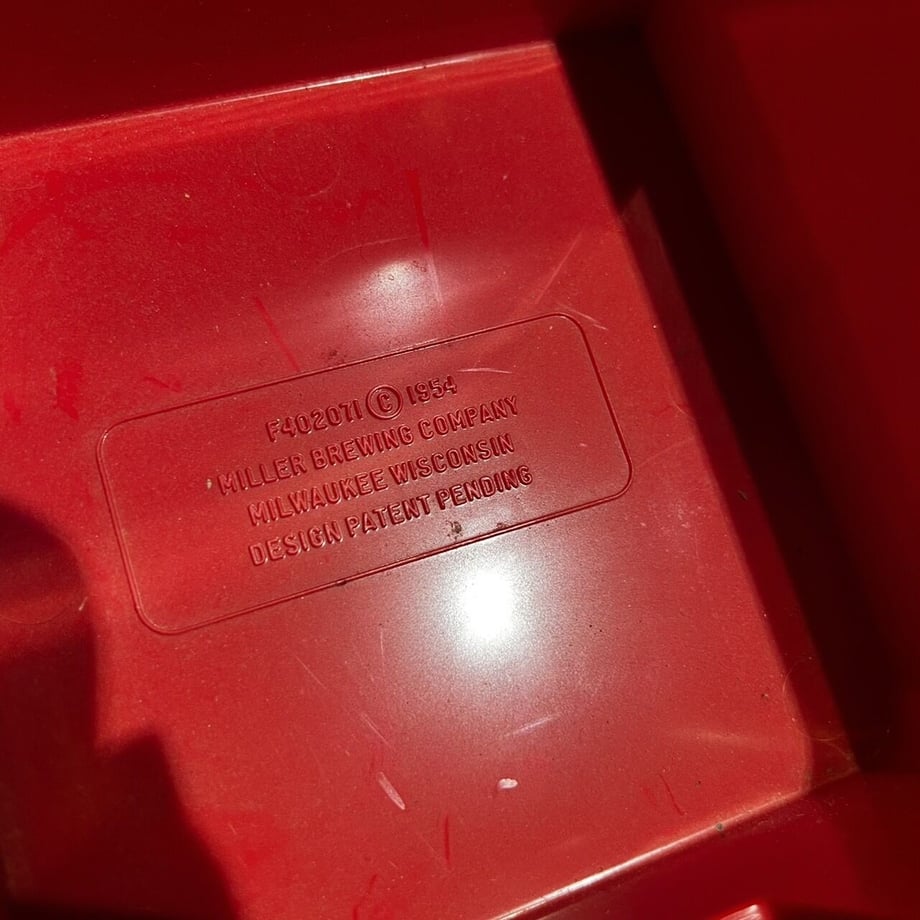 F402071 © 1954
MILLER BREWING COMPANY
MILWAUKEE WISCONSIN
DESIGN PATENT PENDING